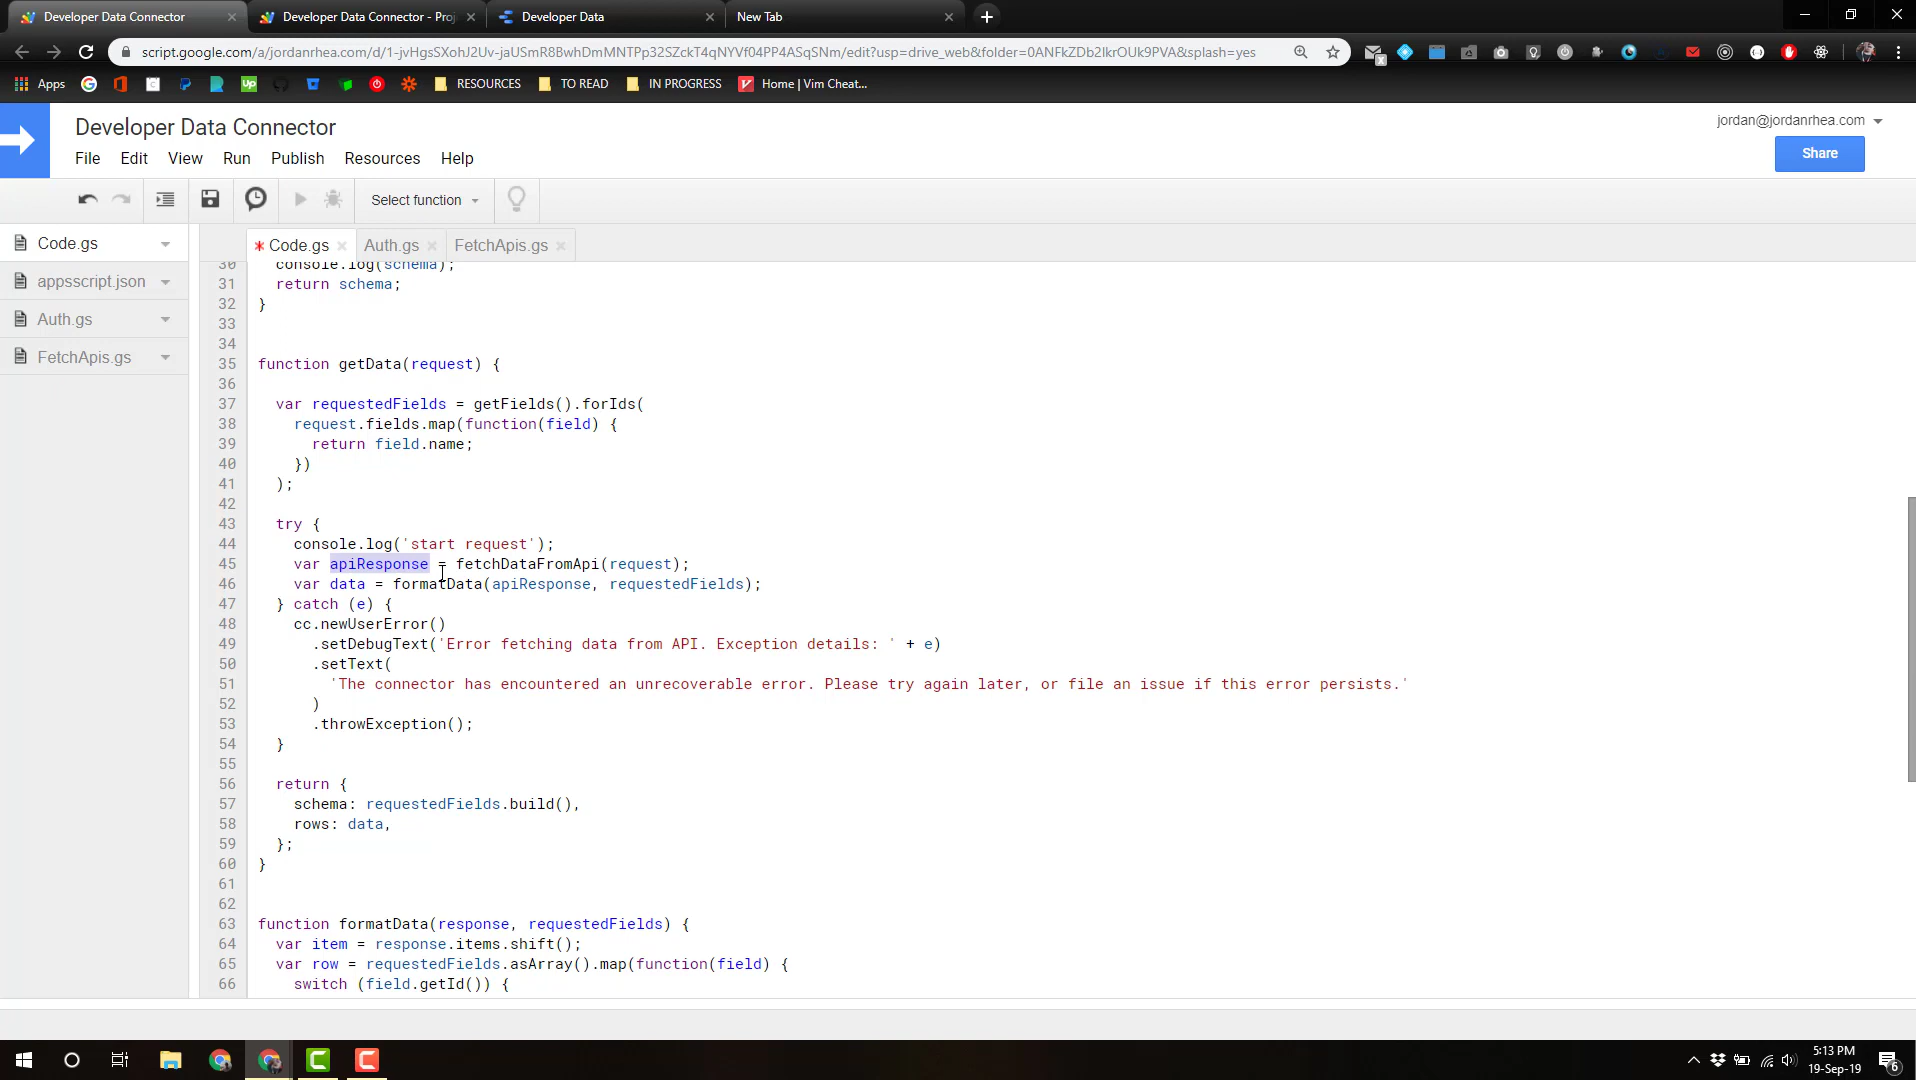 Developer Data Connector
Developer Data Connector - Proj
Developer Data
New Tab
script.google.com/a/jordanrhea.com/d/1-jvHgsSXohJ2Uv-jaUSmR8BwhDmMNTPp32SZckT4qNYVf04PP4ASqSNm/edit?usp=drive_web&folder=0ANFkZDb2IkrOUk9PVA&splash=yes
Apps
Up
RESOURCES
TO READ
IN PROGRESS
Home | Vim Cheat...
Developer Data Connector
jordan@jordanrhea.com
File Edit View Run Publish Resources Help
Share
Select function
Code.gs
appsscript.json
Auth.gs
FetchApis.gs
* Code.gs
Auth.gs
FetchApis.gs
30 console.log(schema);
31 return schema;
32 }
33
34
35 function getData(request) {
36
37 var requestedFields = getFields().forIds(
38 request.fields.map(function(field) {
39 return field.name;
40 })
41 );
42
43 try {
44 console.log('start request');
45 var apiResponse = fetchDataFromApi(request);
46 var data = formatData(apiResponse, requestedFields);
47 } catch (e) {
48 cc.newUserError()
49 .setDebugText('Error fetching data from API. Exception details: ' + e)
50 .setText(
51 'The connector has encountered an unrecoverable error. Please try again later, or file an issue if this error persists.'
52 )
53 .throwException();
54 }
55
56 return {
57 schema: requestedFields.build(),
58 rows: data,
59 };
60 }
61
62
63 function formatData(response, requestedFields) {
64 var item = response.items.shift();
65 var row = requestedFields.asArray().map(function(field) {
66 switch (field.getId()) {
5:13 PM
19-Sep-19
6